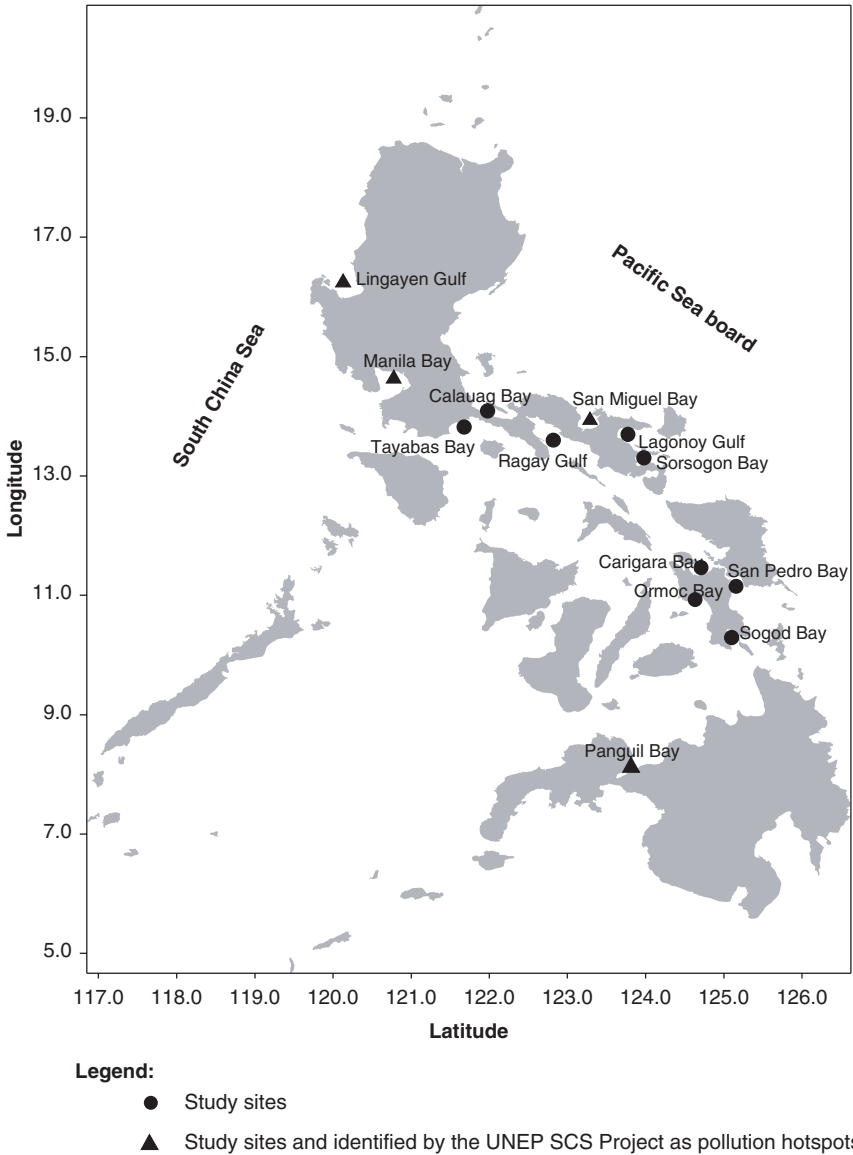 19.0
17.0
15.0
13.0
11.0
9.0
7.0
5.0
Longitude
Lingayen Gulf
Pacific Sea board
South China Sea
Manila Bay
Calauag Bay
San Miguel Bay
Tayabas Bay
Lagonoy Gulf
Ragay Gulf
Sorsogon Bay
Carigara Bay
San Pedro Bay
Ormoc Bay
Sogod Bay
Panguil Bay
117.0 118.0 119.0 120.0 121.0 122.0 123.0 124.0 125.0 126.0
Latitude
Legend:
Study sites
Study sites and identified by the UNEP SCS Project as pollution hotspots